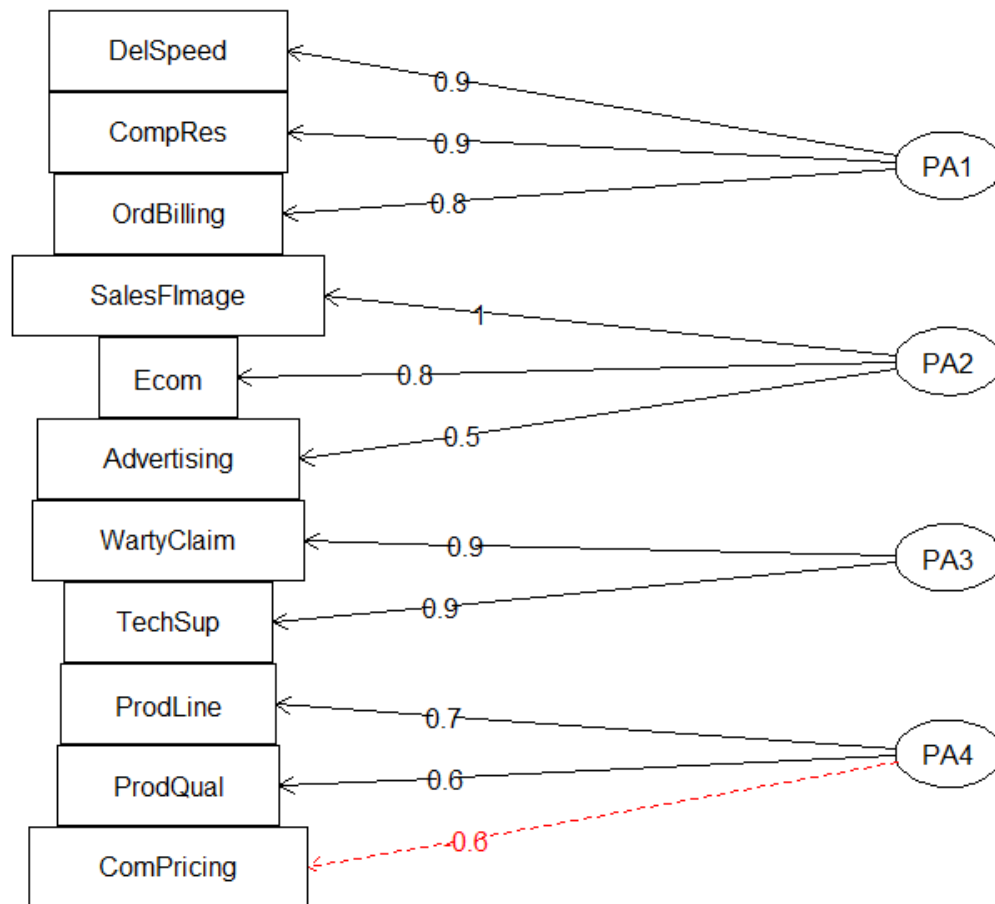 DelSpeed
0.9
CompRes
0.9
PA1
OrdBilling
0.8
SalesFImage
1
PA2
Ecom
0.8
Advertising
0.5
WartyClaim
0.9
PA3
TechSup
0.9
ProdLine
0.7
PA4
ProdQual
0.6
ComPricing
-0.6